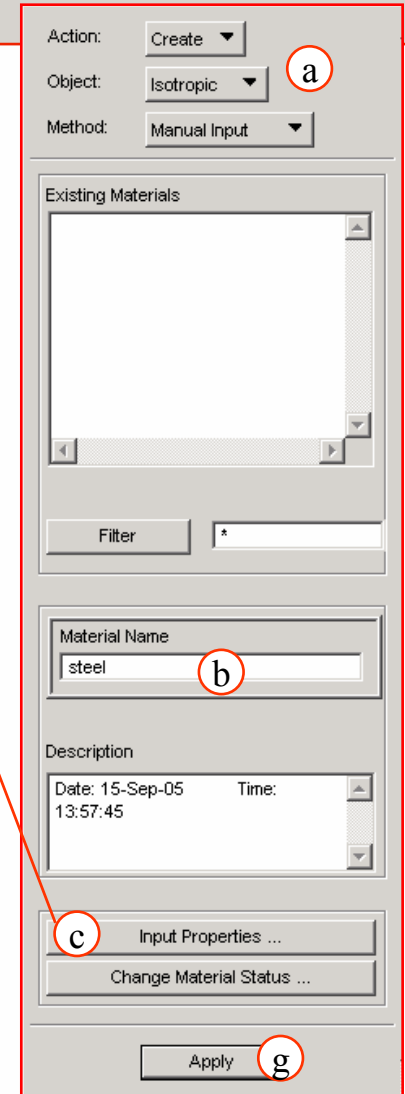 Action: Create
a
Object: Isotropic
Method: Manual Input
Existing Materials
Filter *
Material Name
steel
b
Description
Date: 15-Sep-05 Time:
13:57:45
c Input Properties ...
Change Material Status ...
Apply g